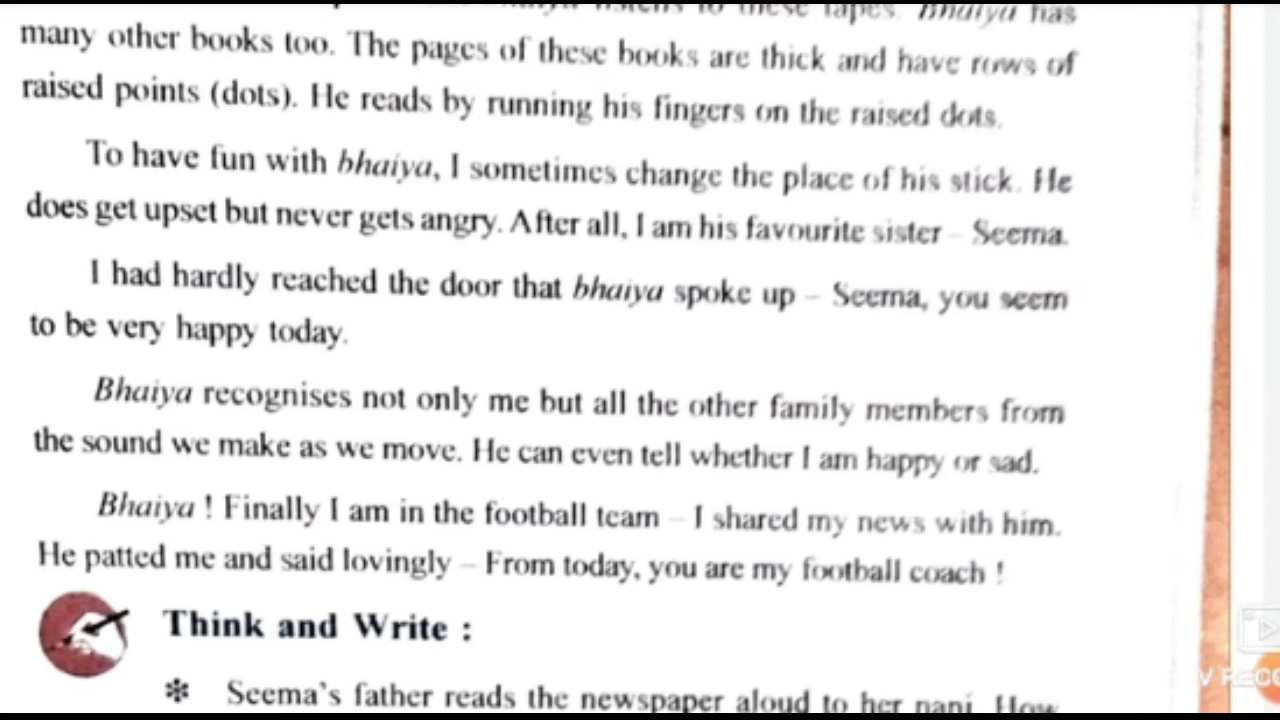 listens to these tapes. Bhaiya has
many other books too. The pages of these books are thick and have rows of
raised points (dots). He reads by running his fingers on the raised dots.
To have fun with bhaiya, I sometimes change the place of his stick. He
does get upset but never gets angry. After all, I am his favourite sister – Seema.
I had hardly reached the door that bhaiya spoke up – Seema, you seem
to be very happy today.
Bhaiya recognises not only me but all the other family members from
the sound we make as we move. He can even tell whether I am happy or sad.
Bhaiya ! Finally I am in the football team – I shared my news with him.
He patted me and said lovingly – From today, you are my football coach !
Think and Write :
✻ Seema's father reads the newspaper aloud to her nani. How